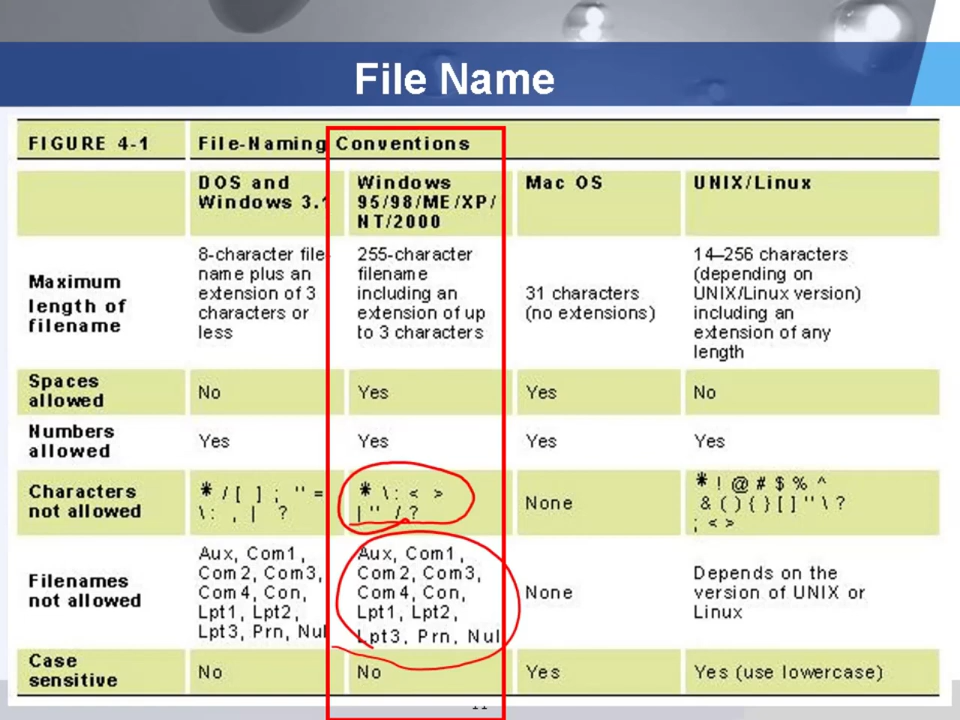 File Name
FIGURE 4-1 File-Naming Conventions
DOS and Windows 95/98/ME/XP/NT/2000 Mac OS UNIX/Linux
Windows 3.1
Maximum length of filename
8-character file-
name plus an
extension of 3
characters or
less
255-character
filename
including an
extension of up
to 3 characters
31 characters
(no extensions)
14–256 characters
(depending on
UNIX/Linux version)
including an
extension of any
length
Spaces
allowed
No
Yes
Yes
No
Numbers
allowed
Yes
Yes
Yes
Yes
Characters
not allowed
* / [ ] ; " =
\ : , | ?
* \ : < >
| " / ?
None
* ! @ # $ % ^
& ( ) { } [ ] " \ ?
; < >
Filenames
not allowed
Aux, Com1,
Com2, Com3,
Com4, Con,
Lpt1, Lpt2,
Lpt3, Prn, Nul
Aux, Com1,
Com2, Com3,
Com4, Con,
Lpt1, Lpt2,
Lpt3, Prn, Nul
None
Depends on the
version of UNIX or
Linux
Case
sensitive
No
No
Yes
Yes (use lowercase)
11